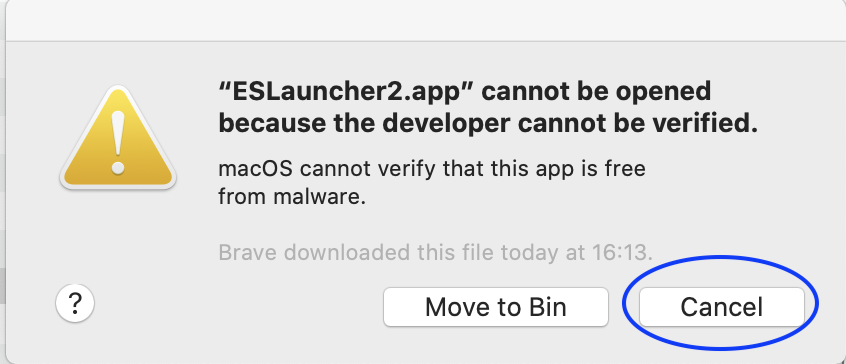 “ESLauncher2.app” cannot be opened
because the developer cannot be verified.
macOS cannot verify that this app is free
from malware.
Brave downloaded this file today at 16:13.
?
Move to Bin
Cancel